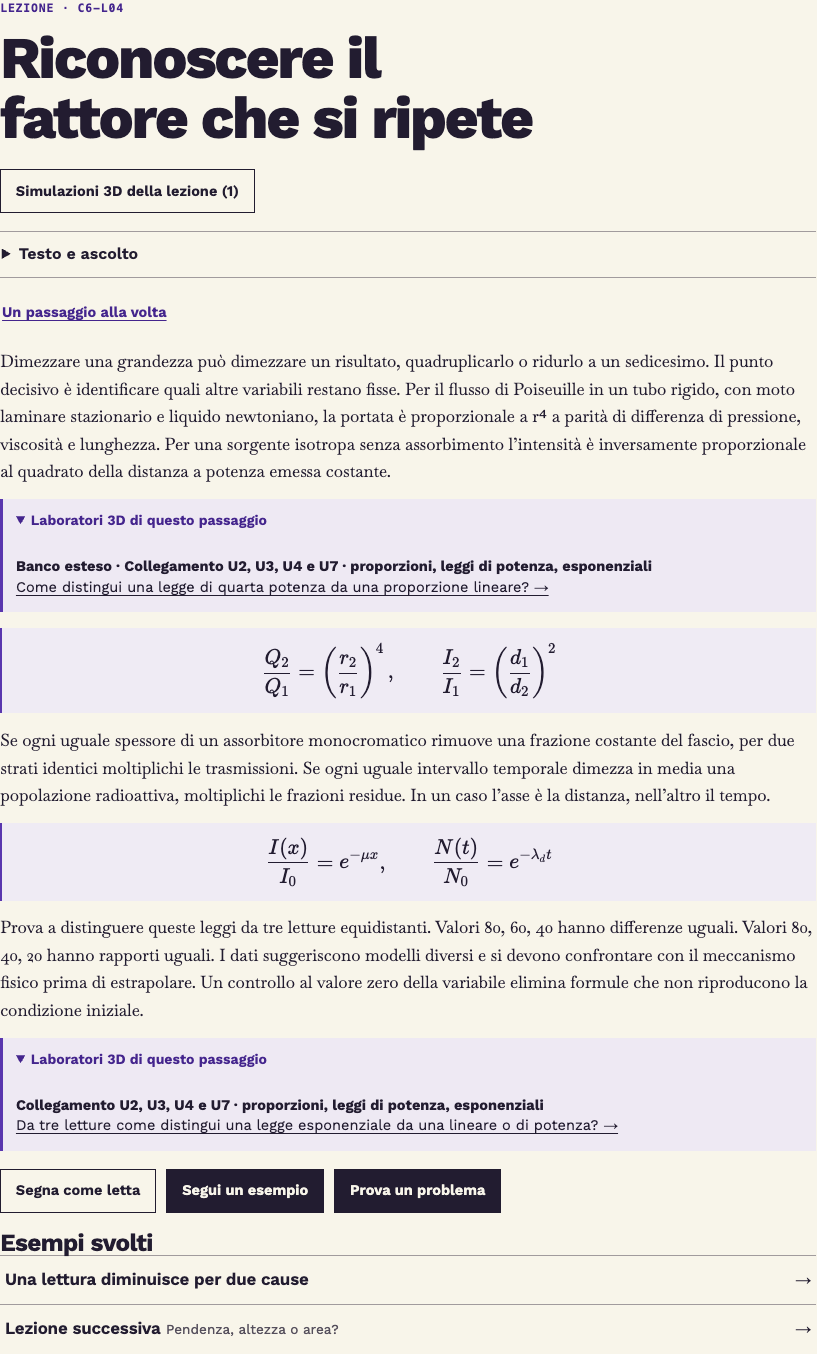 LEZIONE · C6–L04
Riconoscere il
fattore che si ripete
Simulazioni 3D della lezione (1)
▶ Testo e ascolto
Un passaggio alla volta
Dimezzare una grandezza può dimezzare un risultato, quadruplicarlo o ridurlo a un sedicesimo. Il punto
decisivo è identificare quali altre variabili restano fisse. Per il flusso di Poiseuille in un tubo rigido, con moto
laminare stazionario e liquido newtoniano, la portata è proporzionale a r⁴ a parità di differenza di pressione,
viscosità e lunghezza. Per una sorgente isotropa senza assorbimento l’intensità è inversamente proporzionale
al quadrato della distanza a potenza emessa costante.
▼ Laboratori 3D di questo passaggio
Banco esteso · Collegamento U2, U3, U4 e U7 · proporzioni, leggi di potenza, esponenziali
Come distingui una legge di quarta potenza da una proporzione lineare? →
Q₂/Q₁ = (r₂/r₁)⁴, I₂/I₁ = (d₁/d₂)²
Se ogni uguale spessore di un assorbitore monocromatico rimuove una frazione costante del fascio, per due
strati identici moltiplichi le trasmissioni. Se ogni uguale intervallo temporale dimezza in media una
popolazione radioattiva, moltiplichi le frazioni residue. In un caso l’asse è la distanza, nell’altro il tempo.
I(x)/I₀ = e^(−μx), N(t)/N₀ = e^(−λ_d t)
Prova a distinguere queste leggi da tre letture equidistanti. Valori 80, 60, 40 hanno differenze uguali. Valori 80,
40, 20 hanno rapporti uguali. I dati suggeriscono modelli diversi e si devono confrontare con il meccanismo
fisico prima di estrapolare. Un controllo al valore zero della variabile elimina formule che non riproducono la
condizione iniziale.
▼ Laboratori 3D di questo passaggio
Collegamento U2, U3, U4 e U7 · proporzioni, leggi di potenza, esponenziali
Da tre letture come distingui una legge esponenziale da una lineare o di potenza? →
Segna come letta Segui un esempio Prova un problema
Esempi svolti
Una lettura diminuisce per due cause →
Lezione successiva Pendenza, altezza o area? →